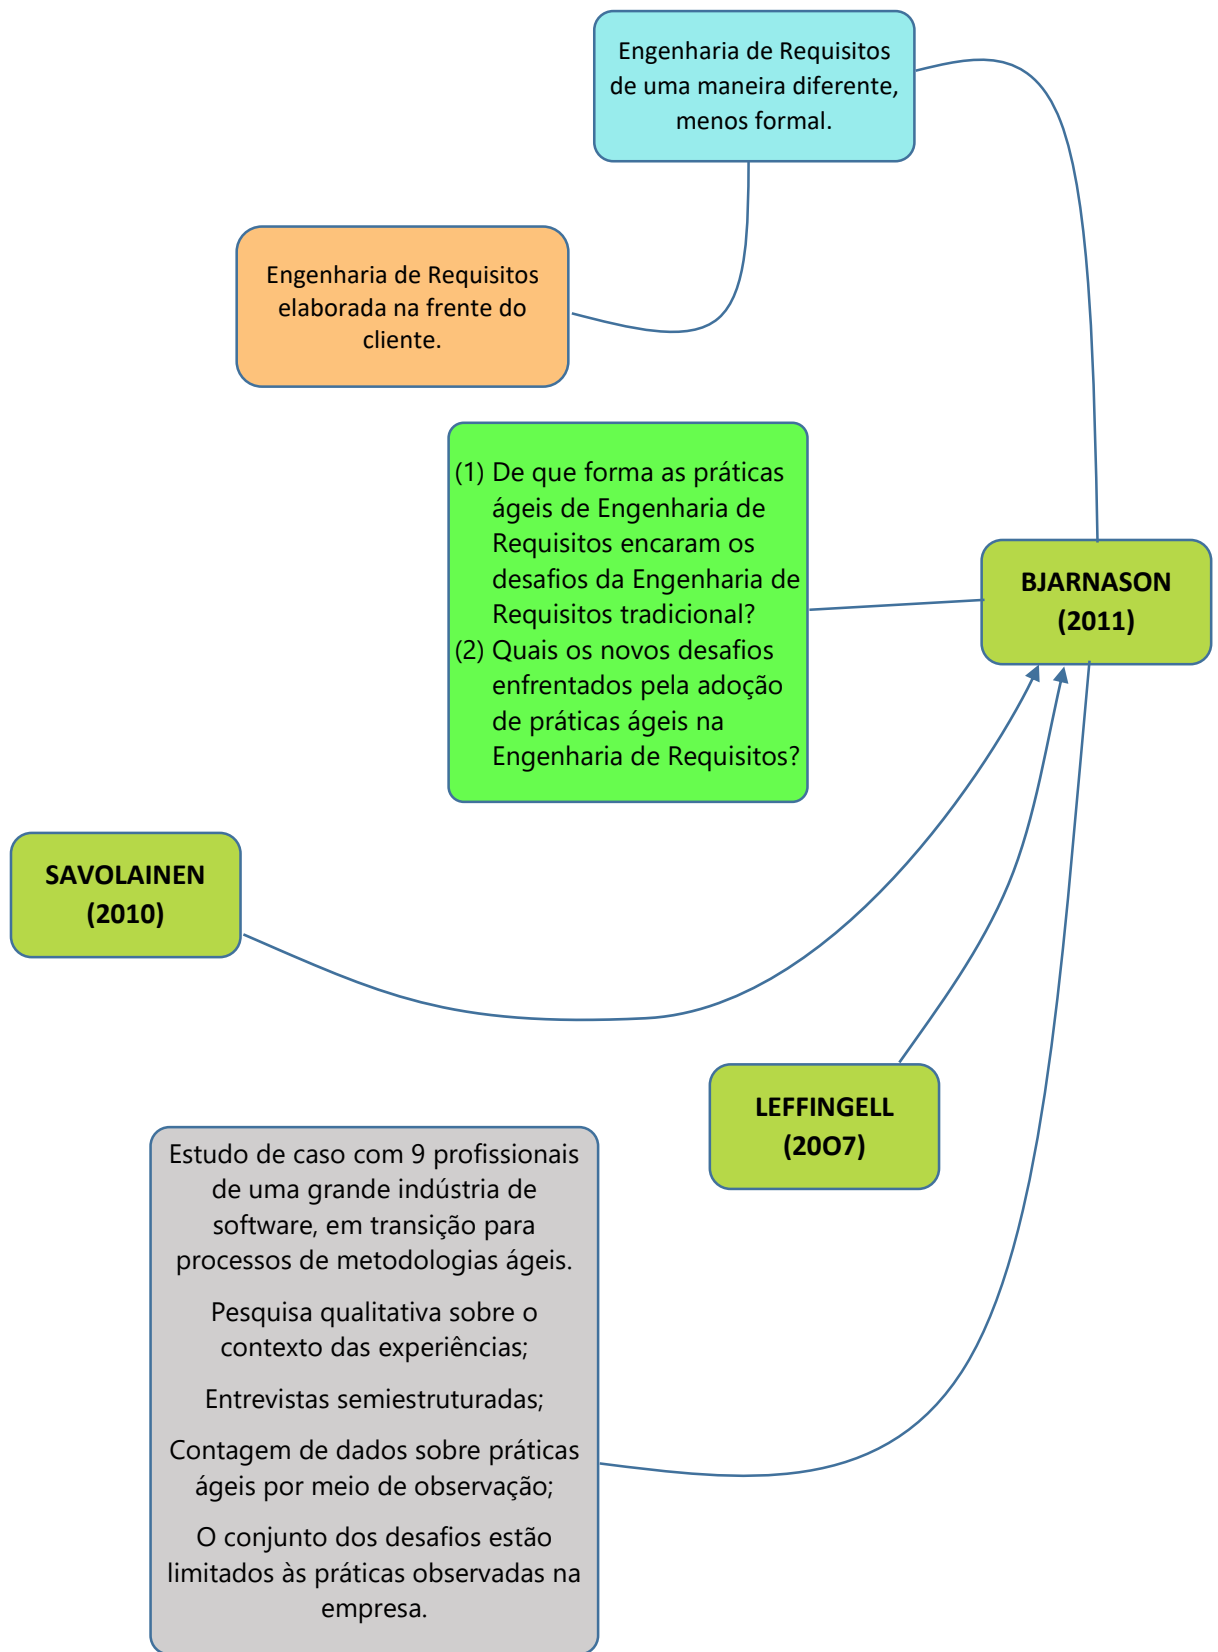 Engenharia de Requisitos
de uma maneira diferente,
menos formal.
Engenharia de Requisitos
elaborada na frente do
cliente.
(1) De que forma as práticas
ágeis de Engenharia de
Requisitos encaram os
desafios da Engenharia de
Requisitos tradicional?
(2) Quais os novos desafios
enfrentados pela adoção
de práticas ágeis na
Engenharia de Requisitos?
BJARNASON
(2011)
SAVOLAINEN
(2010)
LEFFINGELL
(20O7)
Estudo de caso com 9 profissionais
de uma grande indústria de
software, em transição para
processos de metodologias ágeis.
Pesquisa qualitativa sobre o
contexto das experiências;
Entrevistas semiestruturadas;
Contagem de dados sobre práticas
ágeis por meio de observação;
O conjunto dos desafios estão
limitados às práticas observadas na
empresa.